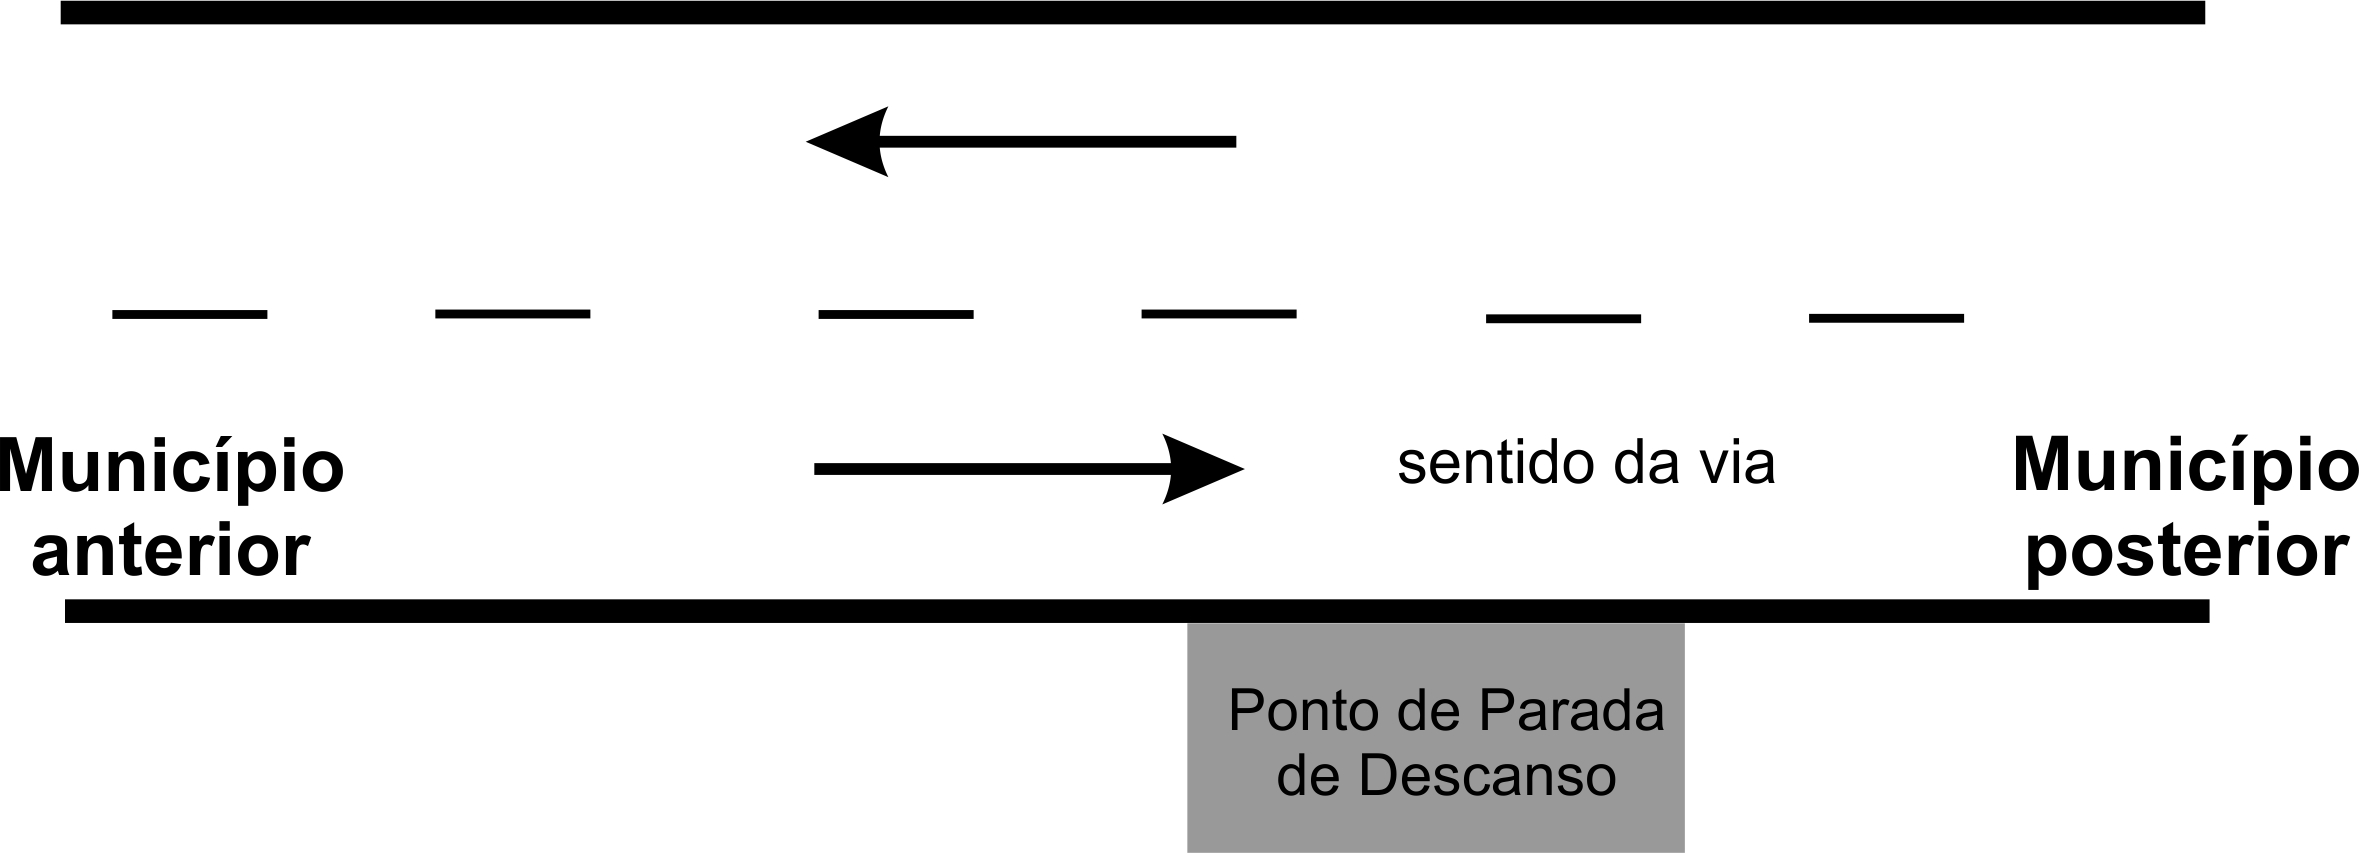 sentido da via
Município
anterior
Município
posterior
Ponto de Parada
de Descanso